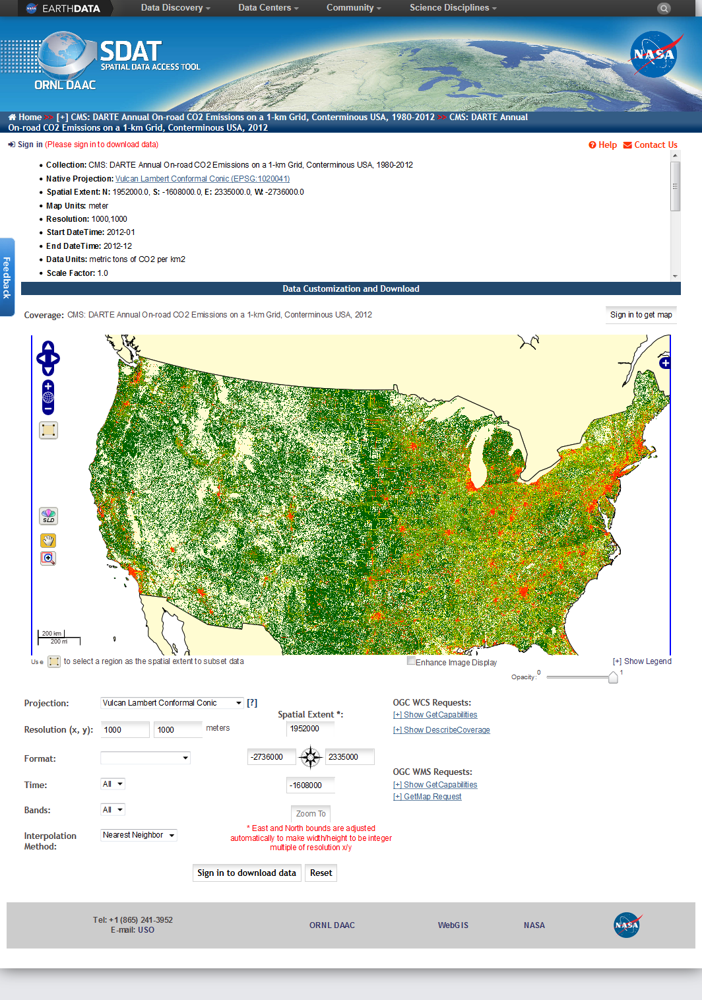 EARTHDATA
Data Discovery
Data Centers
Community
Science Disciplines
SDAT
SPATIAL DATA ACCESS TOOL
ORNL DAAC
NASA
Home >> [+] CMS: DARTE Annual On-road CO2 Emissions on a 1-km Grid, Conterminous USA, 1980-2012 >> CMS: DARTE Annual
On-road CO2 Emissions on a 1-km Grid, Conterminous USA, 2012
Sign in (Please sign in to download data)
Help
Contact Us
Collection: CMS: DARTE Annual On-road CO2 Emissions on a 1-km Grid, Conterminous USA, 1980-2012
Native Projection: Vulcan Lambert Conformal Conic (EPSG:1020041)
Spatial Extent: N: 1952000.0, S: -1608000.0, E: 2335000.0, W: -2736000.0
Map Units: meter
Resolution: 1000,1000
Start DateTime: 2012-01
End DateTime: 2012-12
Data Units: metric tons of CO2 per km2
Scale Factor: 1.0
Feedback
Data Customization and Download
Coverage: CMS: DARTE Annual On-road CO2 Emissions on a 1-km Grid, Conterminous USA, 2012
Sign in to get map
SLD
200 km
200 mi
Use to select a region as the spatial extent to subset data
Enhance Image Display
[+] Show Legend
Opacity: 0 1
Projection: Vulcan Lambert Conformal Conic [?]
Resolution (x, y): 1000 1000 meters
Format:
Time: All
Bands: All
Interpolation Method: Nearest Neighbor
Spatial Extent *:
1952000
-2736000 2335000
-1608000
Zoom To
* East and North bounds are adjusted
automatically to make width/height to be integer
multiple of resolution x/y
OGC WCS Requests:
[+] Show GetCapabilities
[+] Show DescribeCoverage
OGC WMS Requests:
[+] Show GetCapabilities
[+] GetMap Request
Sign in to download data
Reset
Tel: +1 (865) 241-3952
E-mail: USO
ORNL DAAC
WebGIS
NASA
NASA